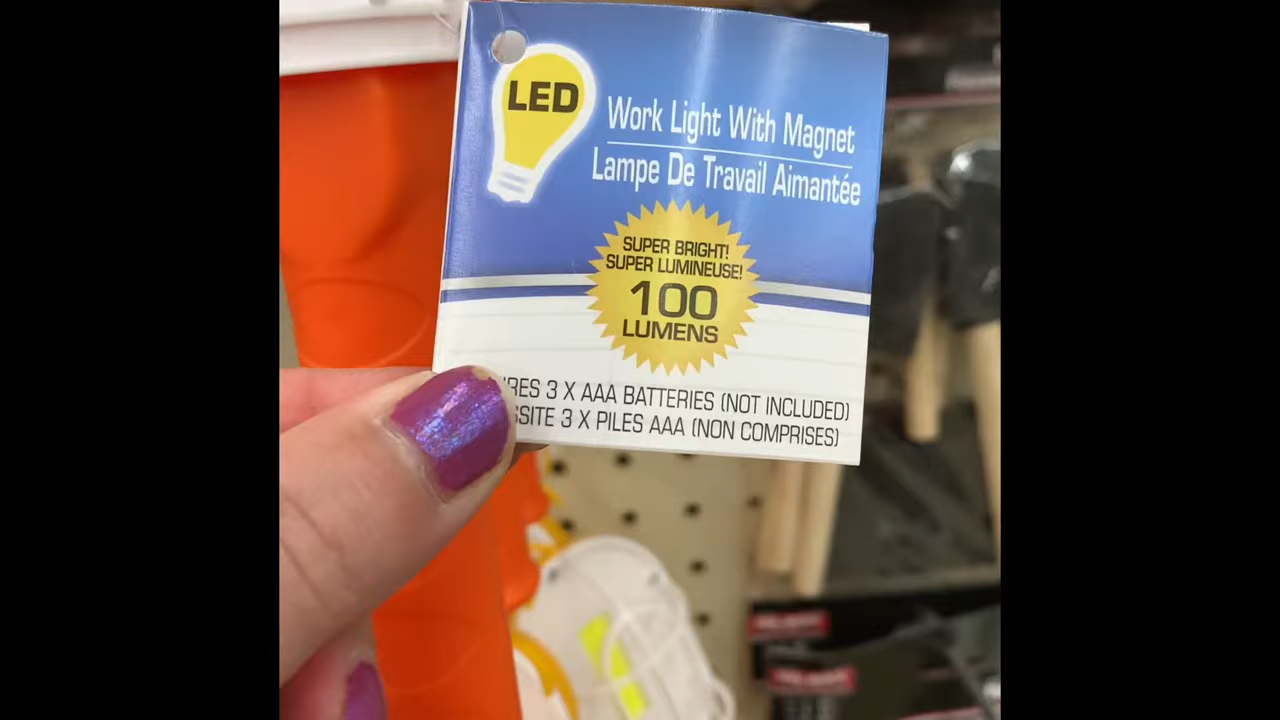 LED
Work Light With Magnet
Lampe De Travail Aimantée
SUPER BRIGHT!
SUPER LUMINEUSE!
100
LUMENS
3 X AAA BATTERIES (NOT INCLUDED)
3 X PILES AAA (NON COMPRISES)